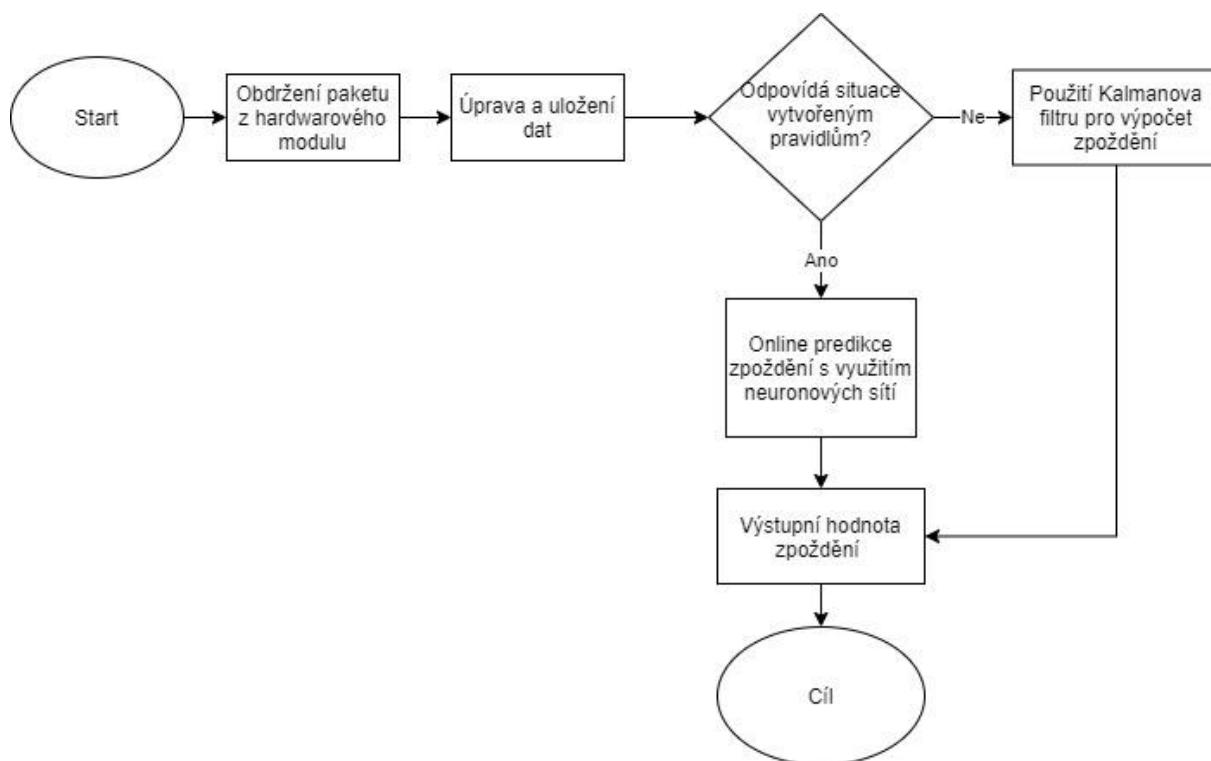 Start
Obdržení paketu
z hardwarového
modulu
Úprava a uložení
dat
Odpovídá situace
vytvořeným
pravidlům?
Ne
Použití Kalmanova
filtru pro výpočet
zpoždění
Ano
Online predikce
zpoždění s využitím
neuronových sítí
Výstupní hodnota
zpoždění
Cíl